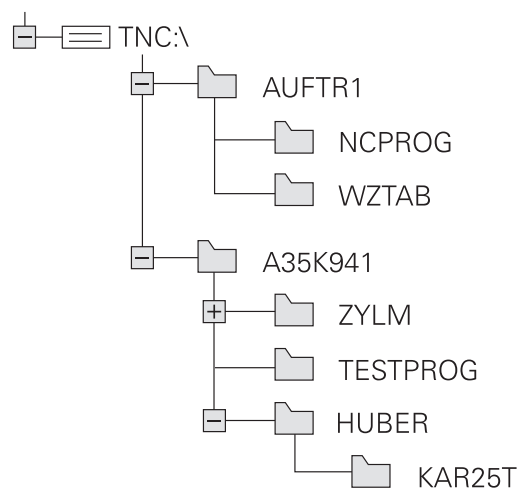 TNC:\
AUFTR1
NCPROG
WZTAB
A35K941
ZYLM
TESTPROG
HUBER
KAR25T